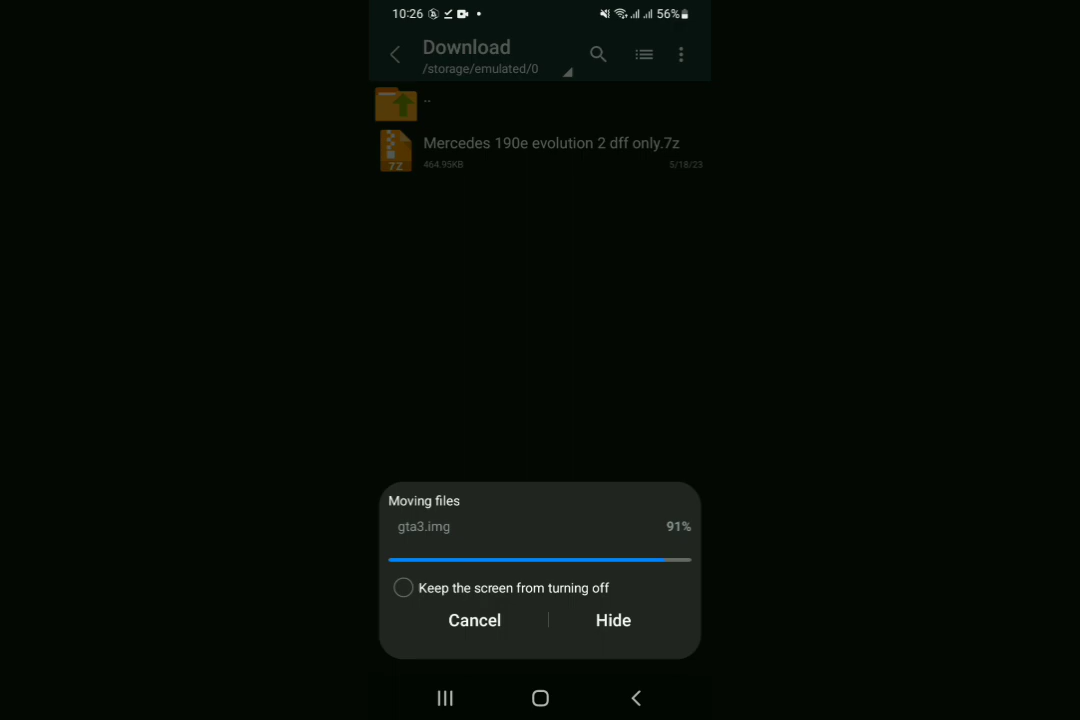 10:26 56%
Download
/storage/emulated/0
..
Mercedes 190e evolution 2 dff only.7z
7Z
464.95KB 5/18/23
Moving files
gta3.img 91%
Keep the screen from turning off
Cancel Hide